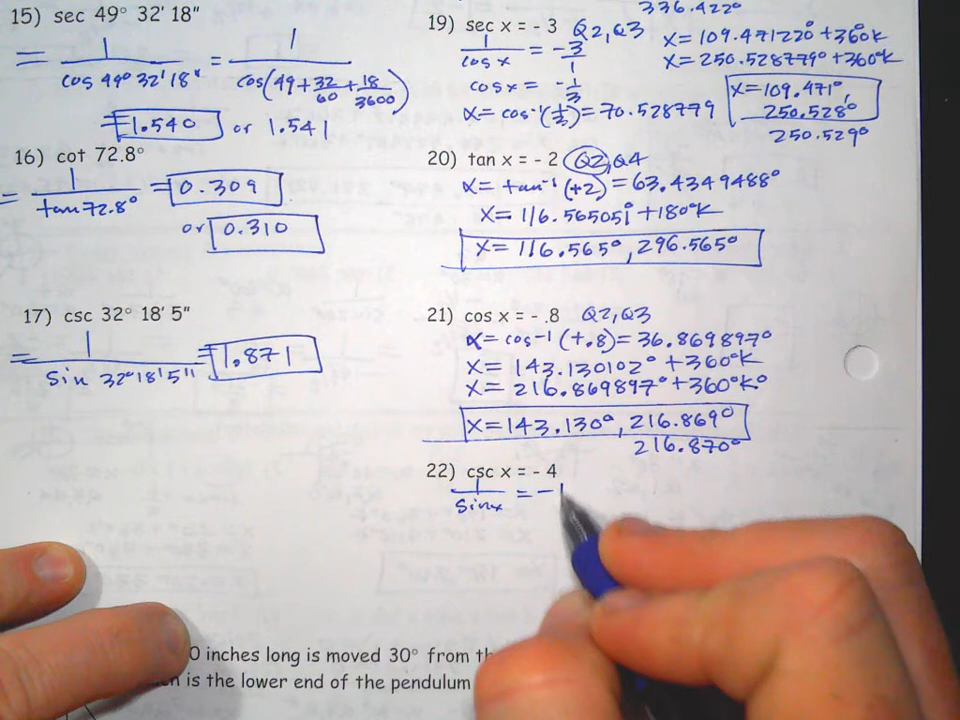 15) sec 49° 32' 18"
= 1/cos 49° 32' 18" = 1/cos(49 + 32/60 + 18/3600)
= 1.540 or 1.541
16) cot 72.8°
= 1/tan 72.8° = 0.309
or 0.310
17) csc 32° 18' 5"
= 1/sin 32° 18' 5" = 1.871
336.422°
19) sec x = - 3 Q2, Q3
1/cos x = -3/1
cos x = -1/3
x = cos⁻¹(1/3) = 70.528779
x = 109.471220° + 360°k
x = 250.528779° + 360°k
x = 109.471°,
250.528°
250.529°
20) tan x = - 2 Q2, Q4
x = tan⁻¹(+2) = 63.4349488°
x = 116.565051° + 180°k
x = 116.565°, 296.565°
21) cos x = - .8 Q2, Q3
x = cos⁻¹(+.8) = 36.869897°
x = 143.130102° + 360°k
x = 216.869897° + 360°k.°
x = 143.130°, 216.869°
216.870°
22) csc x = - 4
1/sin x = -
0 inches long is moved 30° from th
is the lower end of the pendulum